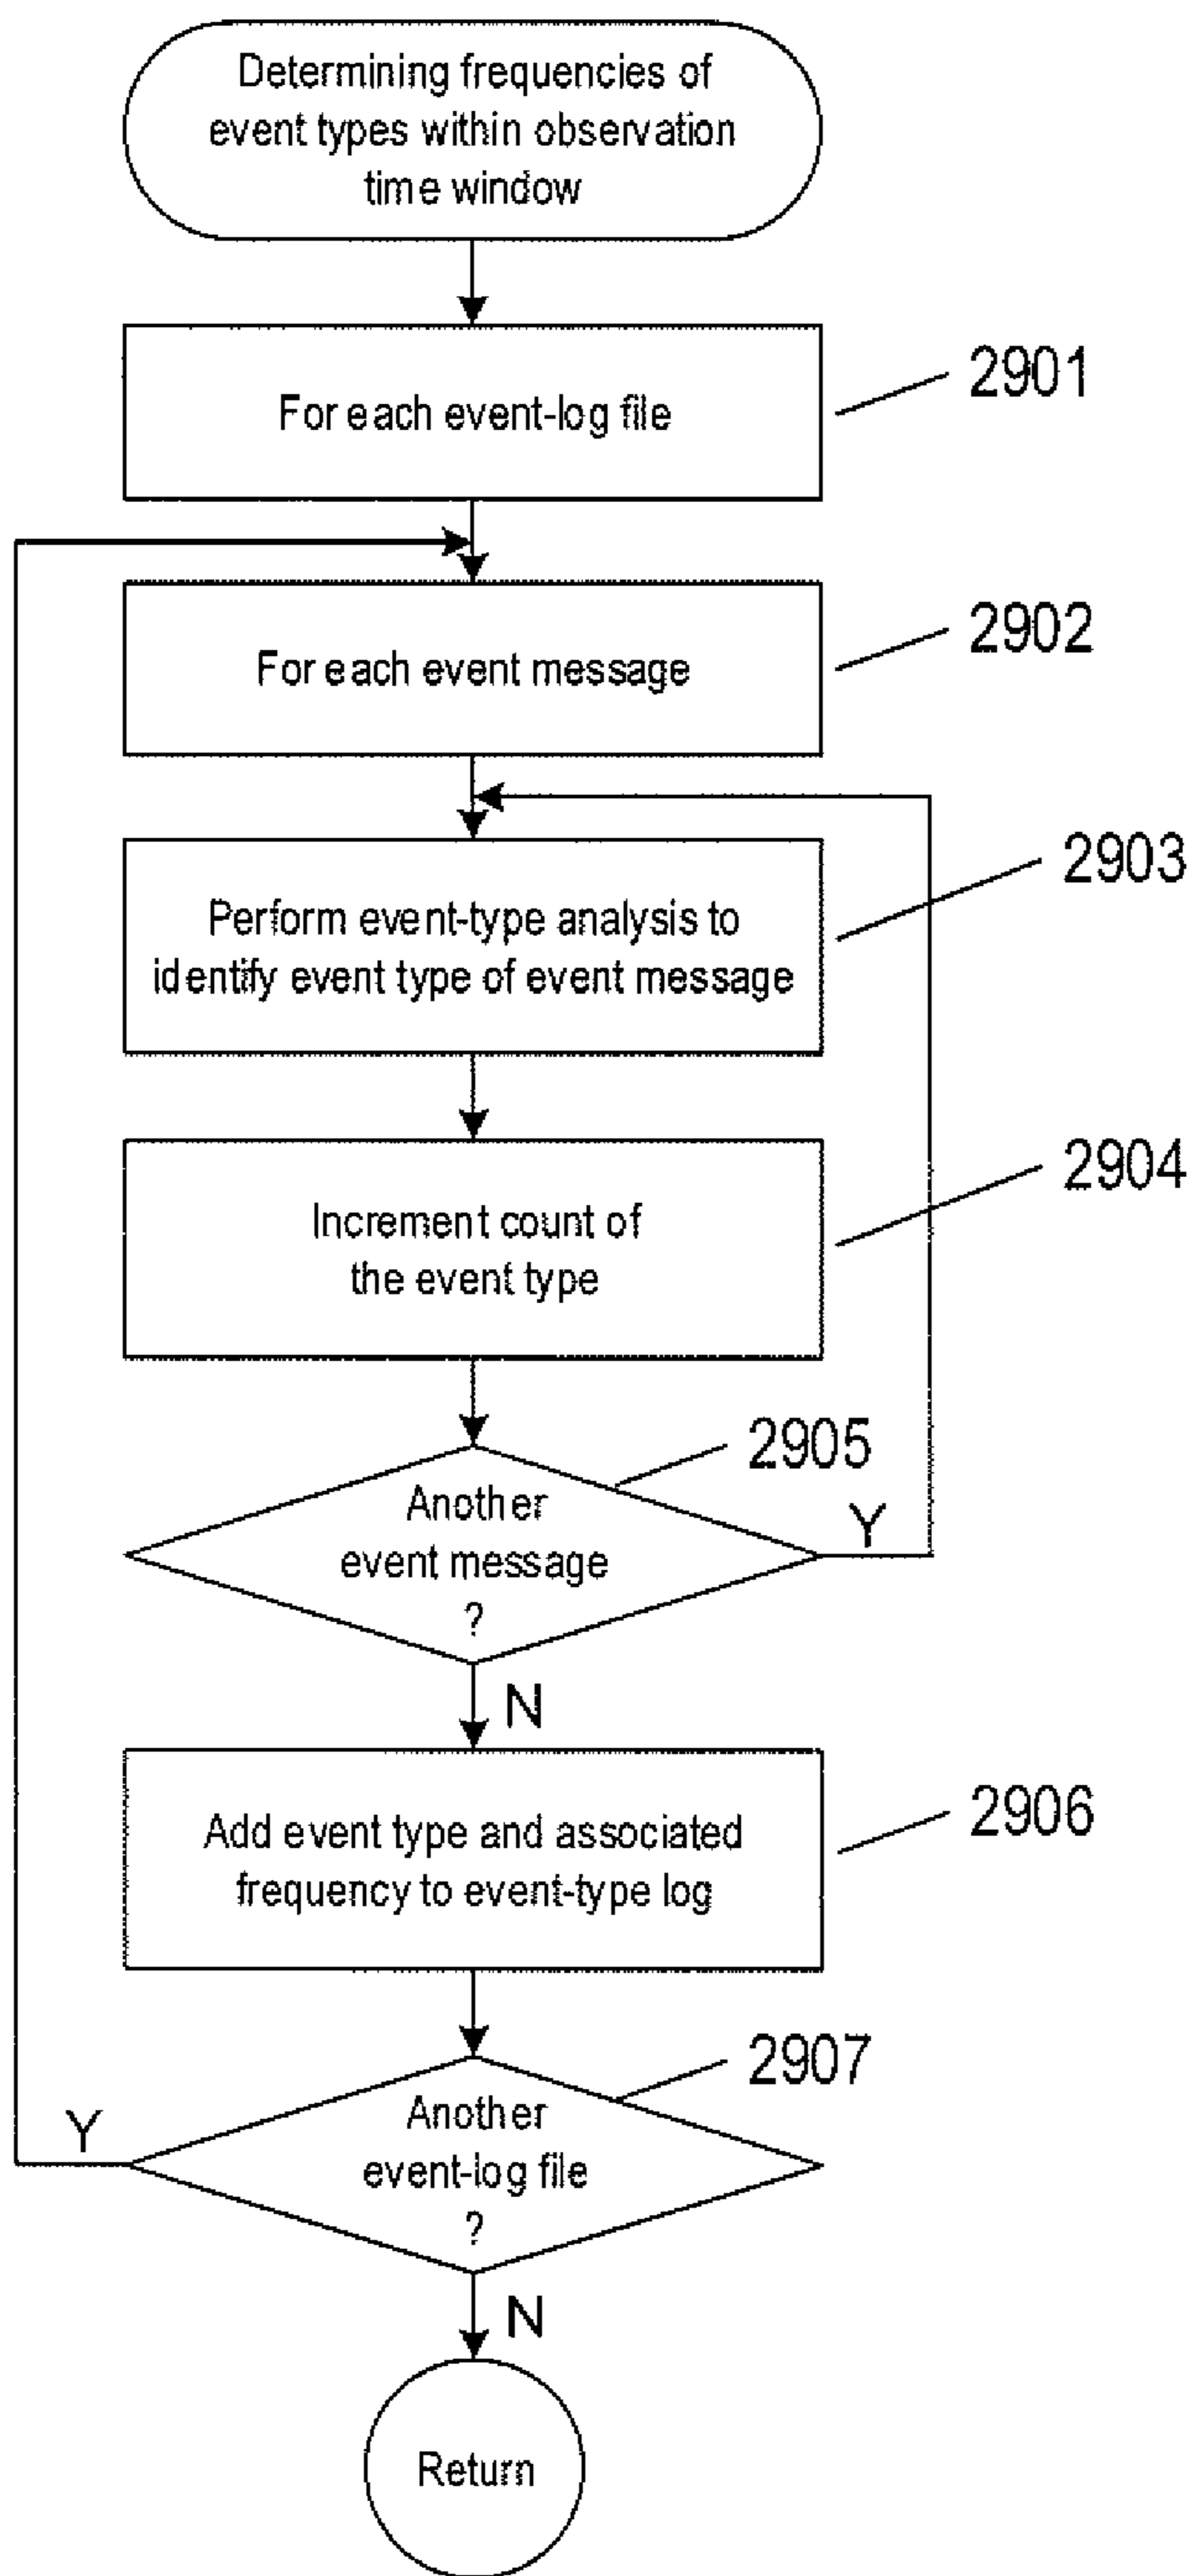 Determining frequencies of
event types within observation
time window
For each event-log file
2901
For each event message
2902
Perform event-type analysis to
identify event type of event message
2903
Increment count of
the event type
2904
Another
event message
?
2905
Y
N
Add event type and associated
frequency to event-type log
2906
Another
event-log file
?
2907
Y
N
Return